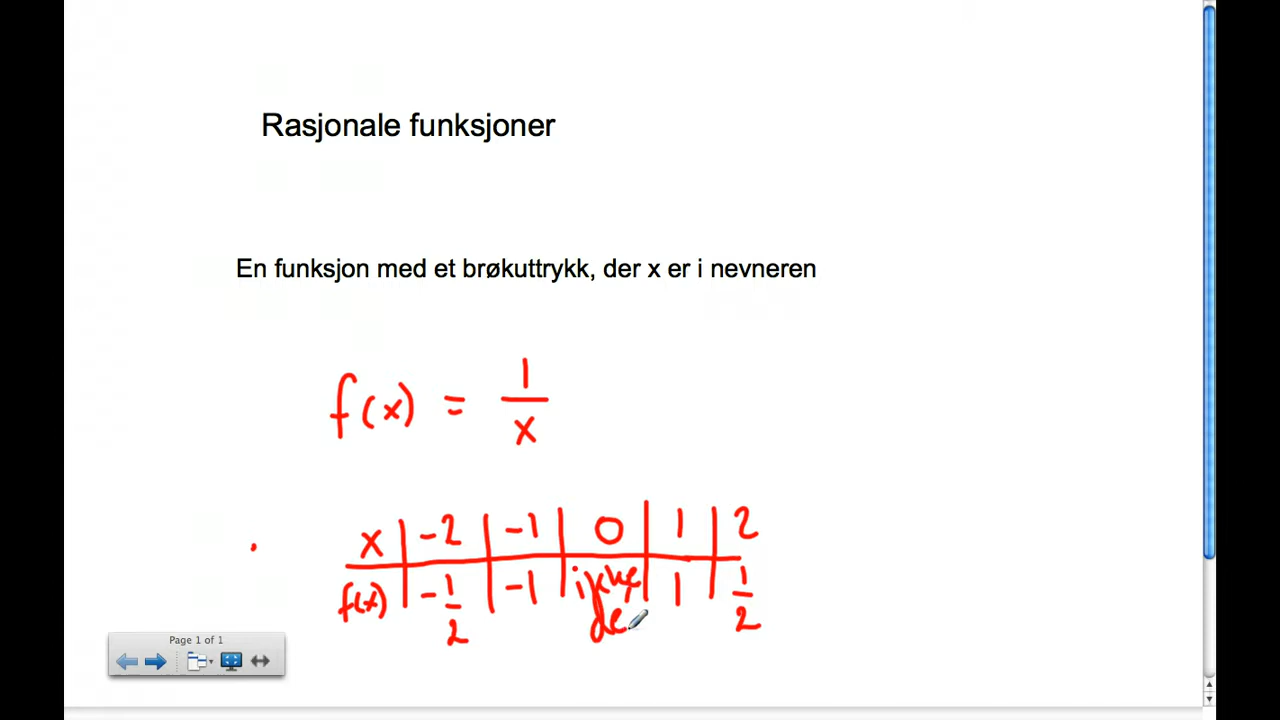 Rasjonale funksjoner
En funksjon med et brøkuttrykk, der x er i nevneren
f(x) = 1/x
x | -2 | -1 | 0 | 1 | 2
f(x) | -1/2 | -1 | ikke de | 1 | 1/2
Page 1 of 1